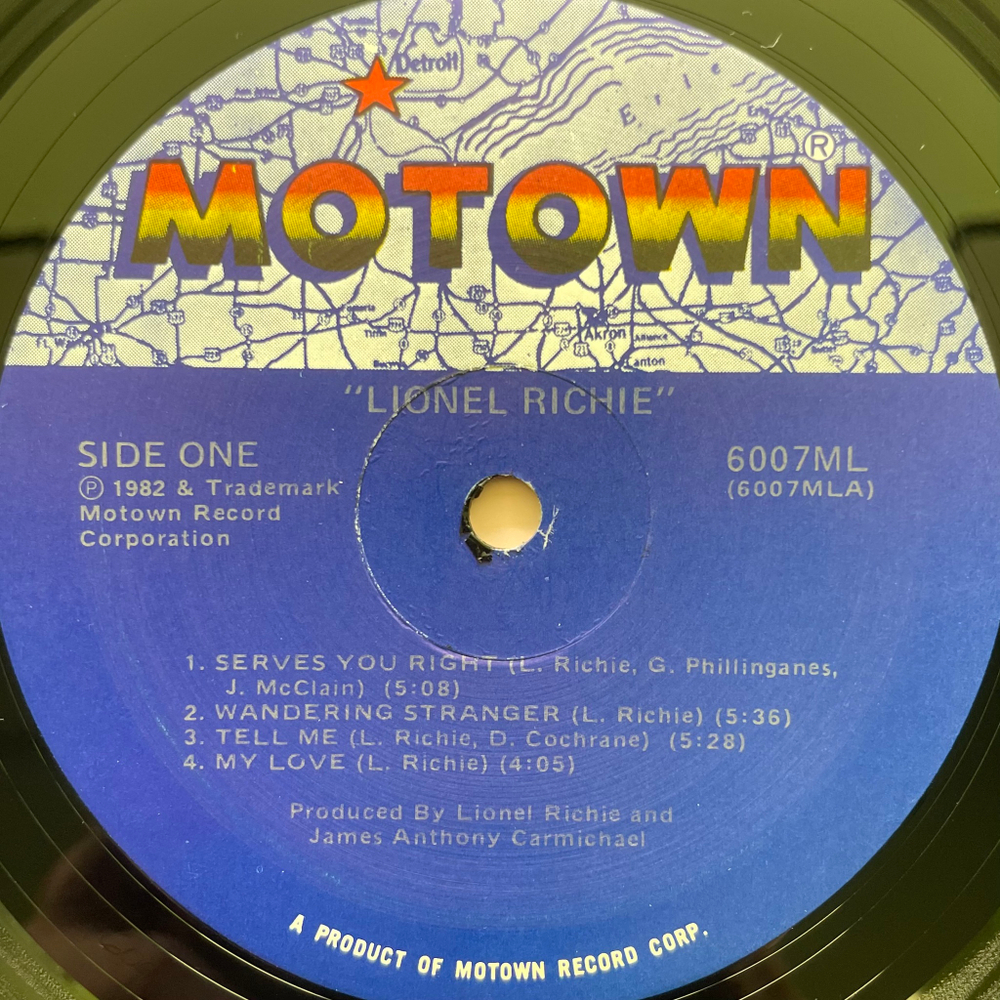 Detroit
Erie
MOTOWN®
Akron
ALLIANCE
Canton
"LIONEL RICHIE"
SIDE ONE
℗ 1982 & Trademark
Motown Record
Corporation
6007ML
(6007MLA)
1. SERVES YOU RIGHT (L. Richie, G. Phillinganes,
J. McClain) (5:08)
2. WANDERING STRANGER (L. Richie) (5:36)
3. TELL ME (L. Richie, D. Cochrane) (5:28)
4. MY LOVE (L. Richie) (4:05)
Produced By Lionel Richie and
James Anthony Carmichael
A PRODUCT OF MOTOWN RECORD CORP.